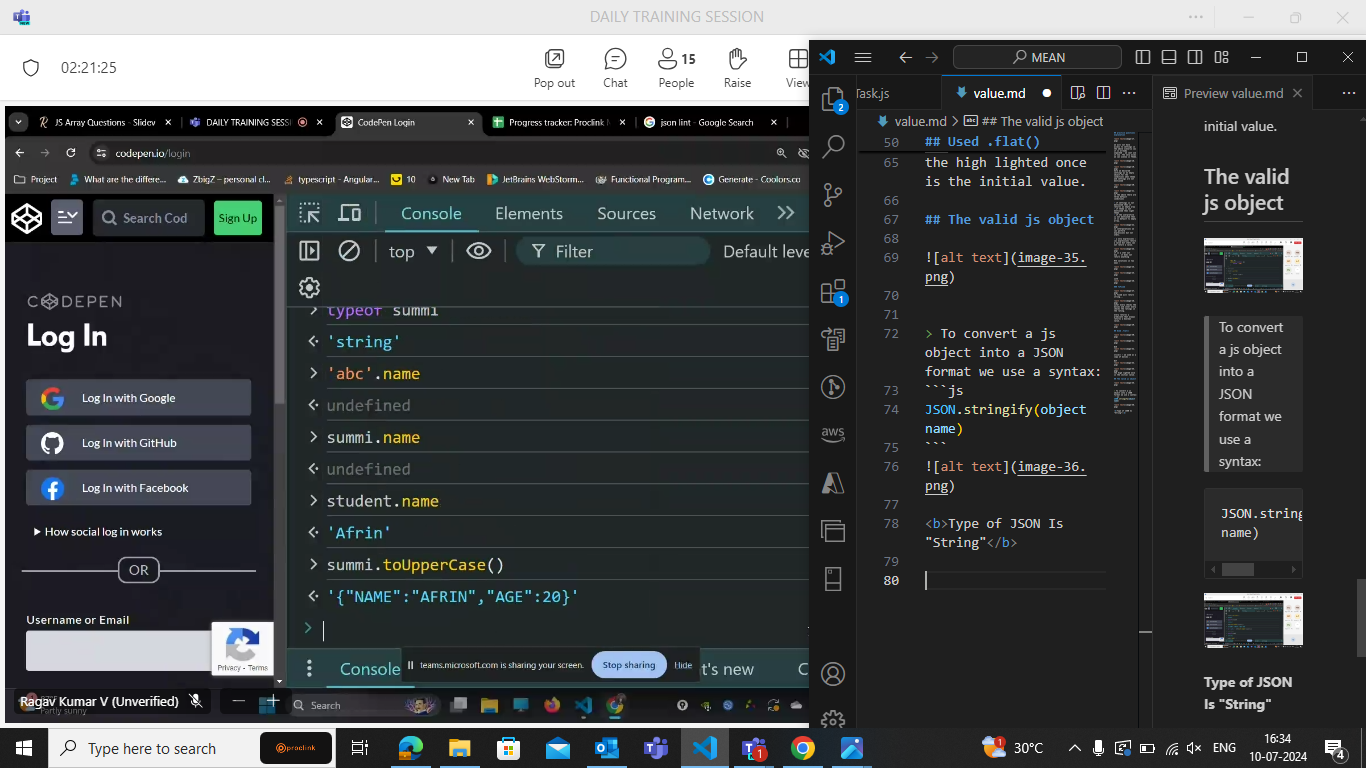 DAILY TRAINING SESSION
02:21:25
Pop out
Chat
15
People
Raise
View
JS Array Questions - Slidev
DAILY TRAINING SESS
CodePen Login
Progress tracker: Proclink M
json lint - Google Search
codepen.io/login
Project
What are the differe...
ZbigZ – personal cl...
typescript - Angular...
10
New Tab
JetBrains WebStorm...
Functional Program...
Generate - Coolors.co
Search Cod
Sign Up
CODEPEN
Log In
Log In with Google
Log In with GitHub
Log In with Facebook
How social log in works
OR
Username or Email
Privacy - Terms
Console
Elements
Sources
Network
top
Filter
Default leve
typeof summi
'string'
'abc'.name
undefined
summi.name
undefined
student.name
'Afrin'
summi.toUpperCase()
'{"NAME":"AFRIN","AGE":20}'
Console
teams.microsoft.com is sharing your screen.
Stop sharing
Hide
t's new
Ragav Kumar V (Unverified)
Partly sunny
Search
MEAN
Task.js
value.md
Preview value.md
value.md > ## The valid js object
2
1
aws
50 ## Used .flat()
65 the high lighted once
is the initial value.
66
67 ## The valid js object
68
69 ![alt text](image-35.
png)
70
71
72 > To convert a js
object into a JSON
format we use a syntax:
73 ```js
74 JSON.stringify(object
name)
75 ```
76 ![alt text](image-36.
png)
77
78 <b>Type of JSON Is
"String"</b>
79
80
initial value.
The valid
js object
To convert
a js object
into a
JSON
format we
use a
syntax:
JSON.string
name)
Type of JSON
Is "String"
Type here to search
proclink
1
1
30°C
ENG
16:34
10-07-2024
4